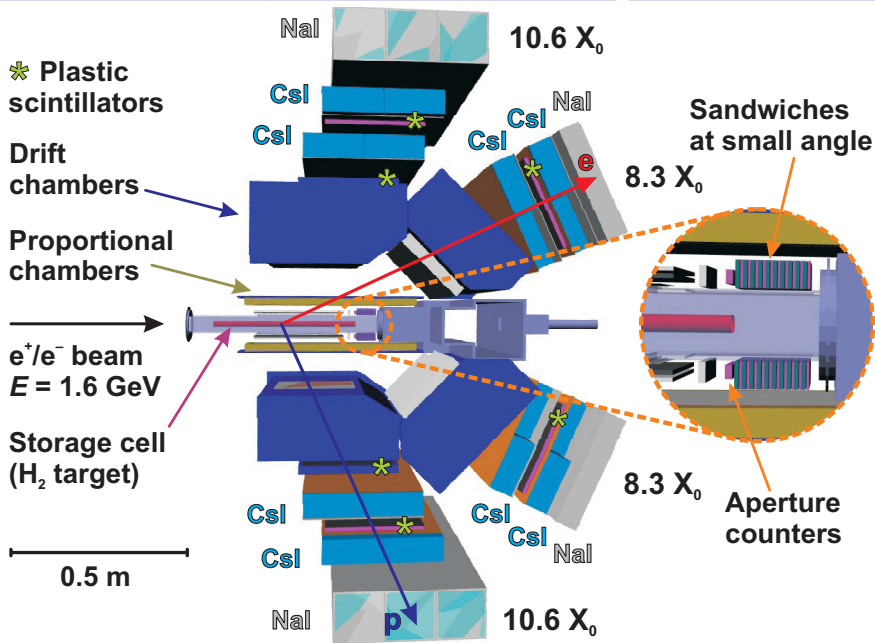 NaI
10.6 X₀
* Plastic
scintillators
CsI
CsI
Drift
chambers
Proportional
chambers
e⁺/e⁻ beam
E = 1.6 GeV
Storage cell
(H₂ target)
0.5 m
CsI
CsI
NaI
e
8.3 X₀
Sandwiches
at small angle
8.3 X₀
Aperture
counters
CsI
CsI
NaI
CsI
CsI
NaI
p
10.6 X₀